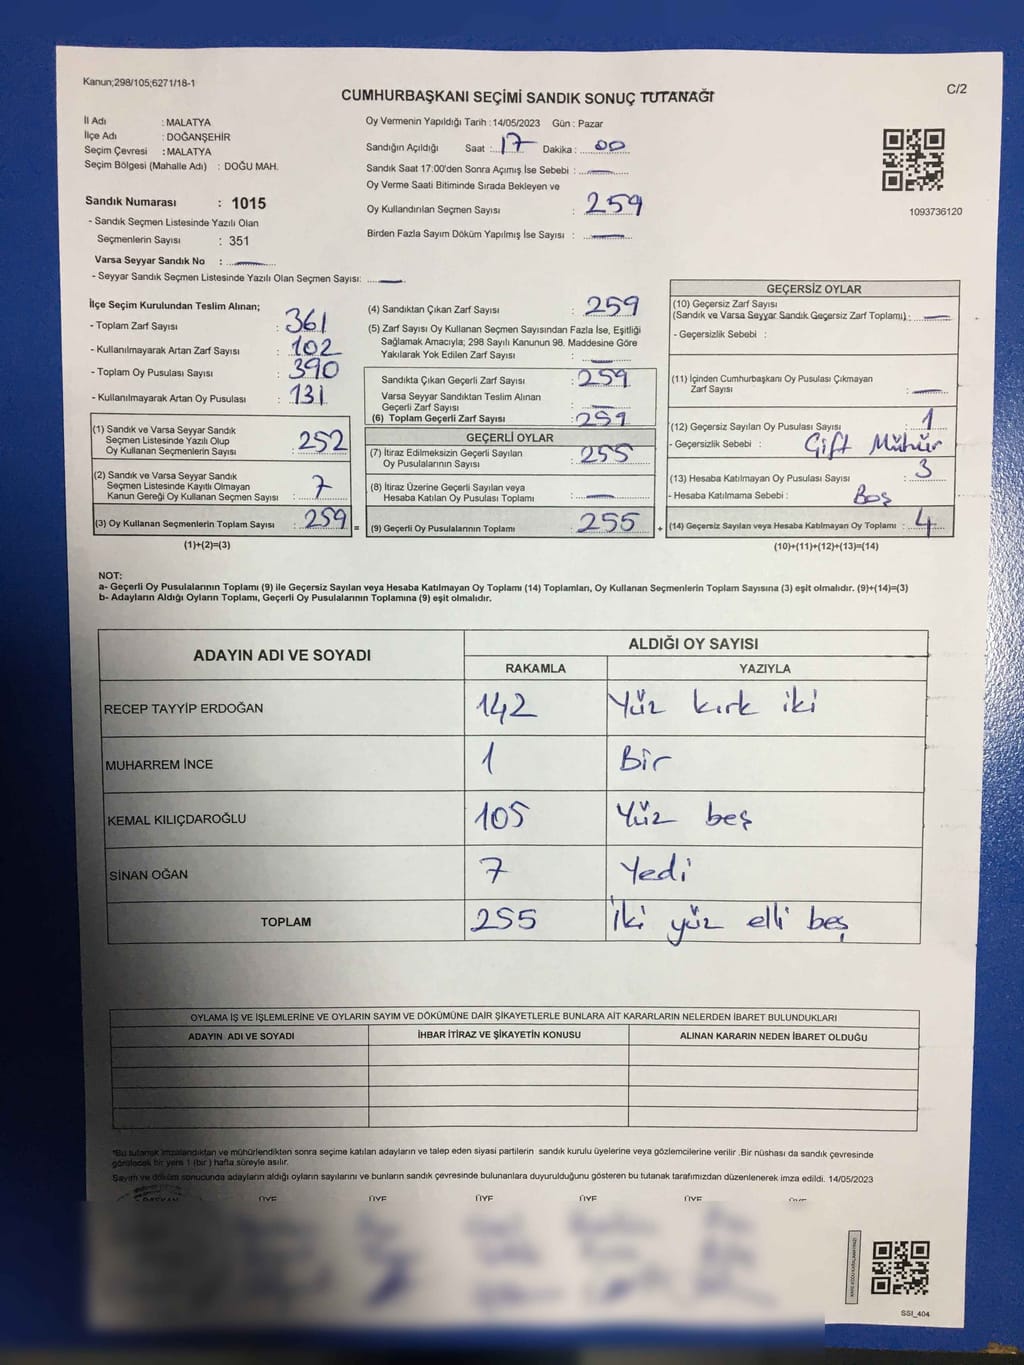 Kanun;298/105;6271/18-1
C/2
CUMHURBAŞKANI SEÇİMİ SANDIK SONUÇ TUTANAĞI
İl Adı : MALATYA
İlçe Adı : DOĞANŞEHİR
Seçim Çevresi : MALATYA
Seçim Bölgesi (Mahalle Adı) : DOĞU MAH.
Sandık Numarası : 1015
- Sandık Seçmen Listesinde Yazılı Olan
Seçmenlerin Sayısı : 351
Varsa Seyyar Sandık No :
- Seyyar Sandık Seçmen Listesinde Yazılı Olan Seçmen Sayısı:
Oy Vermenin Yapıldığı Tarih : 14/05/2023 Gün : Pazar
Sandığın Açıldığı Saat : 17 Dakika : 00
Sandık Saat 17:00'den Sonra Açımış İse Sebebi :
Oy Verme Saati Bitiminde Sırada Bekleyen ve
Oy Kullandırılan Seçmen Sayısı : 259
Birden Fazla Sayım Döküm Yapılmış İse Sayısı :
1093736120
İlçe Seçim Kurulundan Teslim Alınan;
- Toplam Zarf Sayısı : 361
- Kullanılmayarak Artan Zarf Sayısı : 102
- Toplam Oy Pusulası Sayısı : 390
- Kullanılmayarak Artan Oy Pusulası : 131
(1) Sandık ve Varsa Seyyar Sandık
Seçmen Listesinde Yazılı Olup
Oy Kullanan Seçmenlerin Sayısı : 252
(2) Sandık ve Varsa Seyyar Sandık
Seçmen Listesinde Kayıtlı Olmayan
Kanun Gereği Oy Kullanan Seçmen Sayısı : 7
(3) Oy Kullanan Seçmenlerin Toplam Sayısı : 259 =
(1)+(2)=(3)
(4) Sandıktan Çıkan Zarf Sayısı : 259
(5) Zarf Sayısı Oy Kullanan Seçmen Sayısından Fazla İse, Eşitliği
Sağlamak Amacıyla; 298 Sayılı Kanunun 98. Maddesine Göre
Yakılarak Yok Edilen Zarf Sayısı :
Sandıkta Çıkan Geçerli Zarf Sayısı : 259
Varsa Seyyar Sandıktan Teslim Alınan
Geçerli Zarf Sayısı :
(6) Toplam Geçerli Zarf Sayısı : 259
GEÇERLİ OYLAR
(7) İtiraz Edilmeksizin Geçerli Sayılan
Oy Pusulalarının Sayısı : 255
(8) İtiraz Üzerine Geçerli Sayılan veya
Hesaba Katılan Oy Pusulası Toplamı :
(9) Geçerli Oy Pusulalarının Toplamı : 255 +
GEÇERSİZ OYLAR
(10) Geçersiz Zarf Sayısı
(Sandık ve Varsa Seyyar Sandık Geçersiz Zarf Toplamı) :
- Geçersizlik Sebebi :
(11) İçinden Cumhurbaşkanı Oy Pusulası Çıkmayan
Zarf Sayısı :
(12) Geçersiz Sayılan Oy Pusulası Sayısı : 1
- Geçersizlik Sebebi : Çift Mühür
(13) Hesaba Katılmayan Oy Pusulası Sayısı : 3
- Hesaba Katılmama Sebebi : Boş
(14) Geçersiz Sayılan veya Hesaba Katılmayan Oy Toplamı : 4
(10)+(11)+(12)+(13)=(14)
NOT:
a- Geçerli Oy Pusulalarının Toplamı (9) ile Geçersiz Sayılan veya Hesaba Katılmayan Oy Toplamı (14) Toplamları, Oy Kullanan Seçmenlerin Toplam Sayısına (3) eşit olmalıdır. (9)+(14)=(3)
b- Adayların Aldığı Oyların Toplamı, Geçerli Oy Pusulalarının Toplamına (9) eşit olmalıdır.
ADAYIN ADI VE SOYADI ALDIĞI OY SAYISI
RAKAMLA YAZIYLA
RECEP TAYYİP ERDOĞAN 142 Yüz kırk iki
MUHARREM İNCE 1 Bir
KEMAL KILIÇDAROĞLU 105 Yüz beş
SİNAN OĞAN 7 Yedi
TOPLAM 255 İki yüz elli beş
OYLAMA İŞ VE İŞLEMLERİNE VE OYLARIN SAYIM VE DÖKÜMÜNE DAİR ŞİKAYETLERLE BUNLARA AİT KARARLARIN NELERDEN İBARET BULUNDUKLARI
ADAYIN ADI VE SOYADI İHBAR İTİRAZ VE ŞİKAYETİN KONUSU ALINAN KARARIN NEDEN İBARET OLDUĞU
*Bu tutanak imzalandıktan ve mühürlendikten sonra seçime katılan adayların ve talep eden siyasi partilerin sandık kurulu üyelerine veya gözlemcilerine verilir .Bir nüshası da sandık çevresinde
görülecek bir yere 1 (bir ) hafta süreyle asılır.
Sayım ve döküm sonucunda adayların aldığı oyların sayılarını ve bunların sandık çevresinde bulunanlara duyurulduğunu gösteren bu tutanak tarafımızdan düzenlenerek imza edildi. 14/05/2023
BAŞKAN ÜYE ÜYE ÜYE ÜYE ÜYE ÜYE
SSI_404